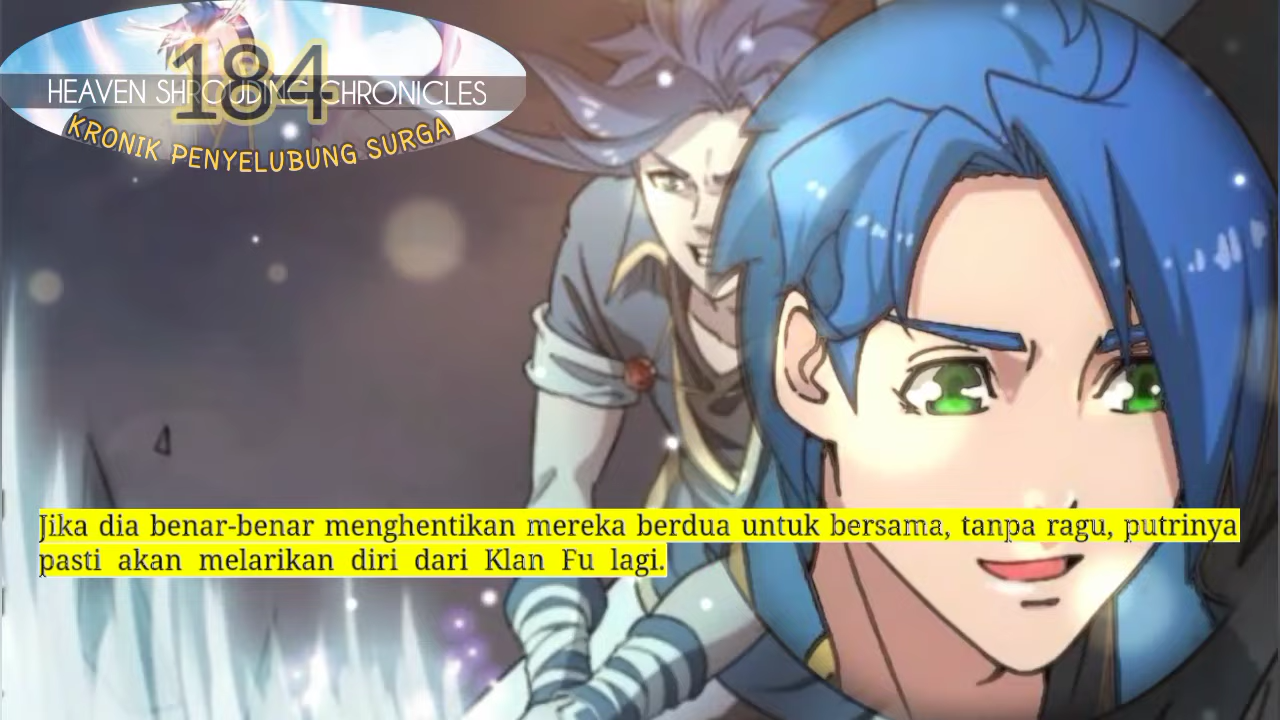 184
HEAVEN SHROUDING CHRONICLES
KRONIK PENYELUBUNG SURGA
Jika dia benar-benar menghentikan mereka berdua untuk bersama, tanpa ragu, putrinya
pasti akan melarikan diri dari Klan Fu lagi.